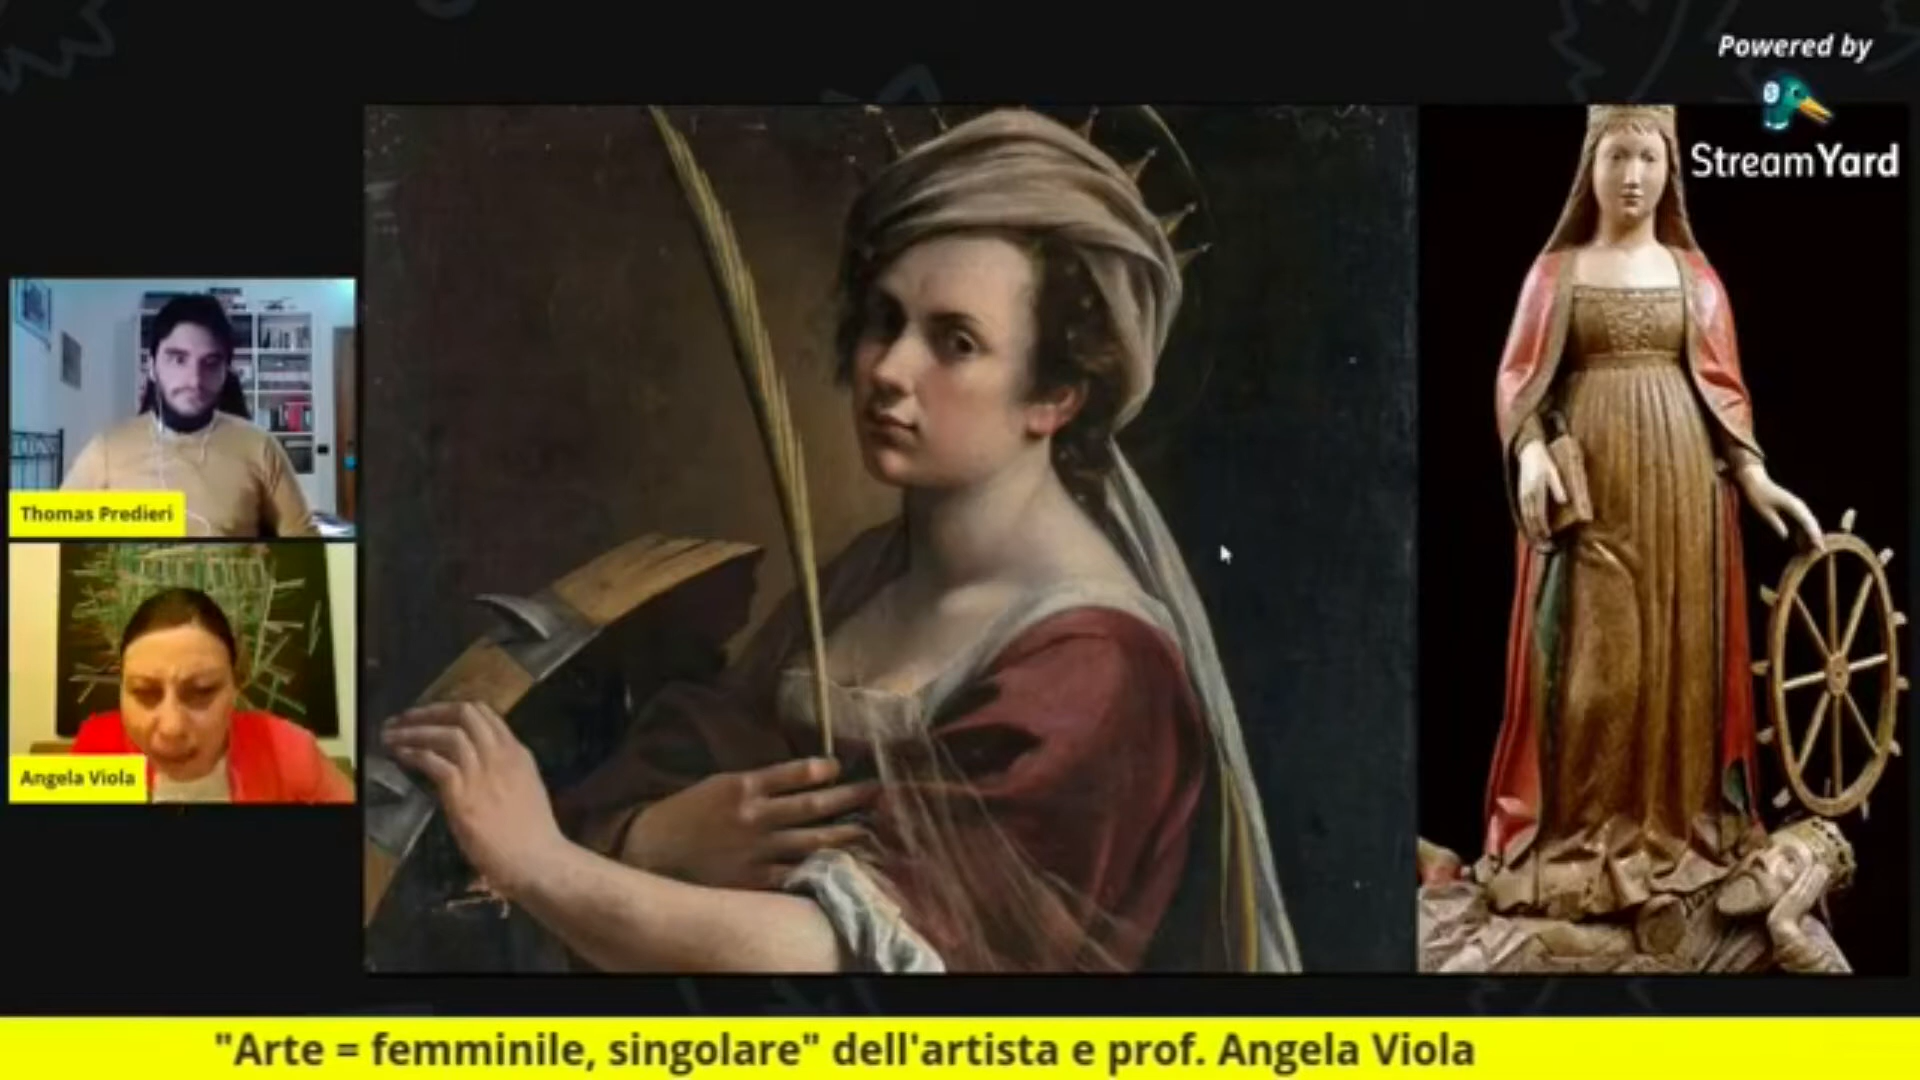 Powered by
StreamYard
Thomas Predieri
Angela Viola
"Arte = femminile, singolare" dell'artista e prof. Angela Viola